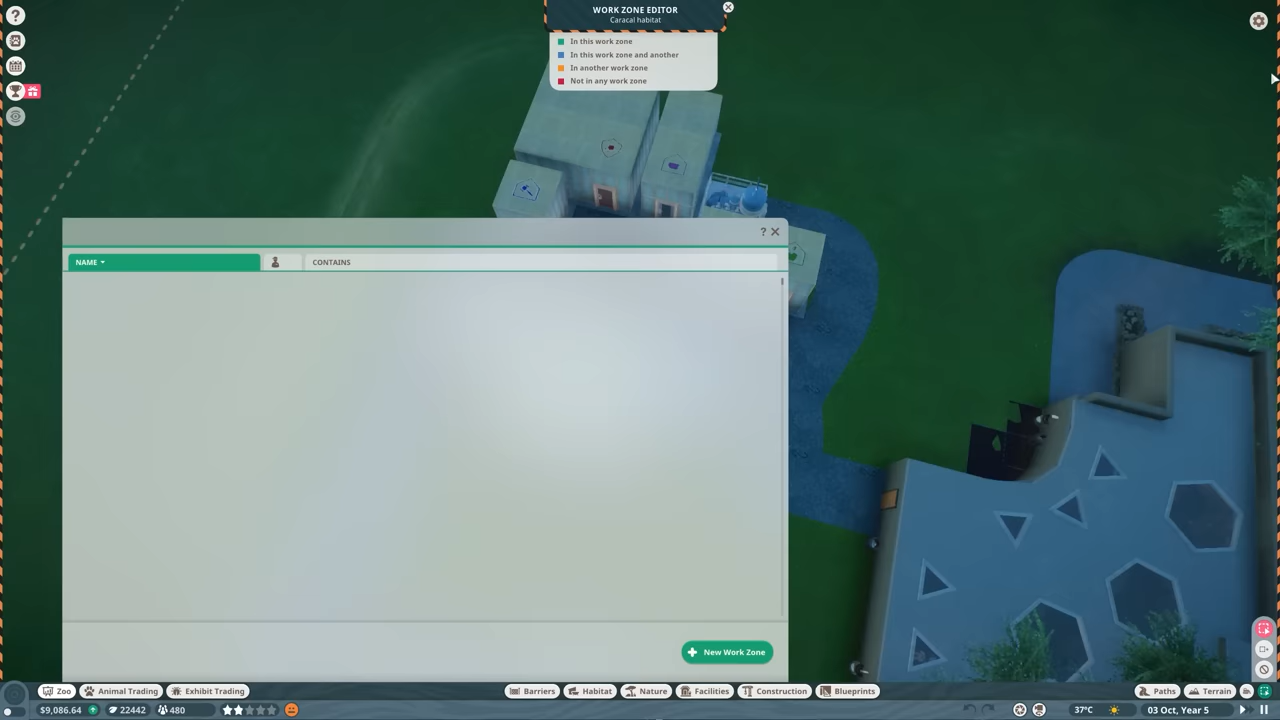 WORK ZONE EDITOR
Caracal habitat
In this work zone
In this work zone and another
In another work zone
Not in any work zone
?
? ×
NAME
CONTAINS
+ New Work Zone
Zoo Animal Trading Exhibit Trading Barriers Habitat Nature Facilities Construction Blueprints Paths Terrain
$9,086.64 22442 480 37°C 03 Oct, Year 5